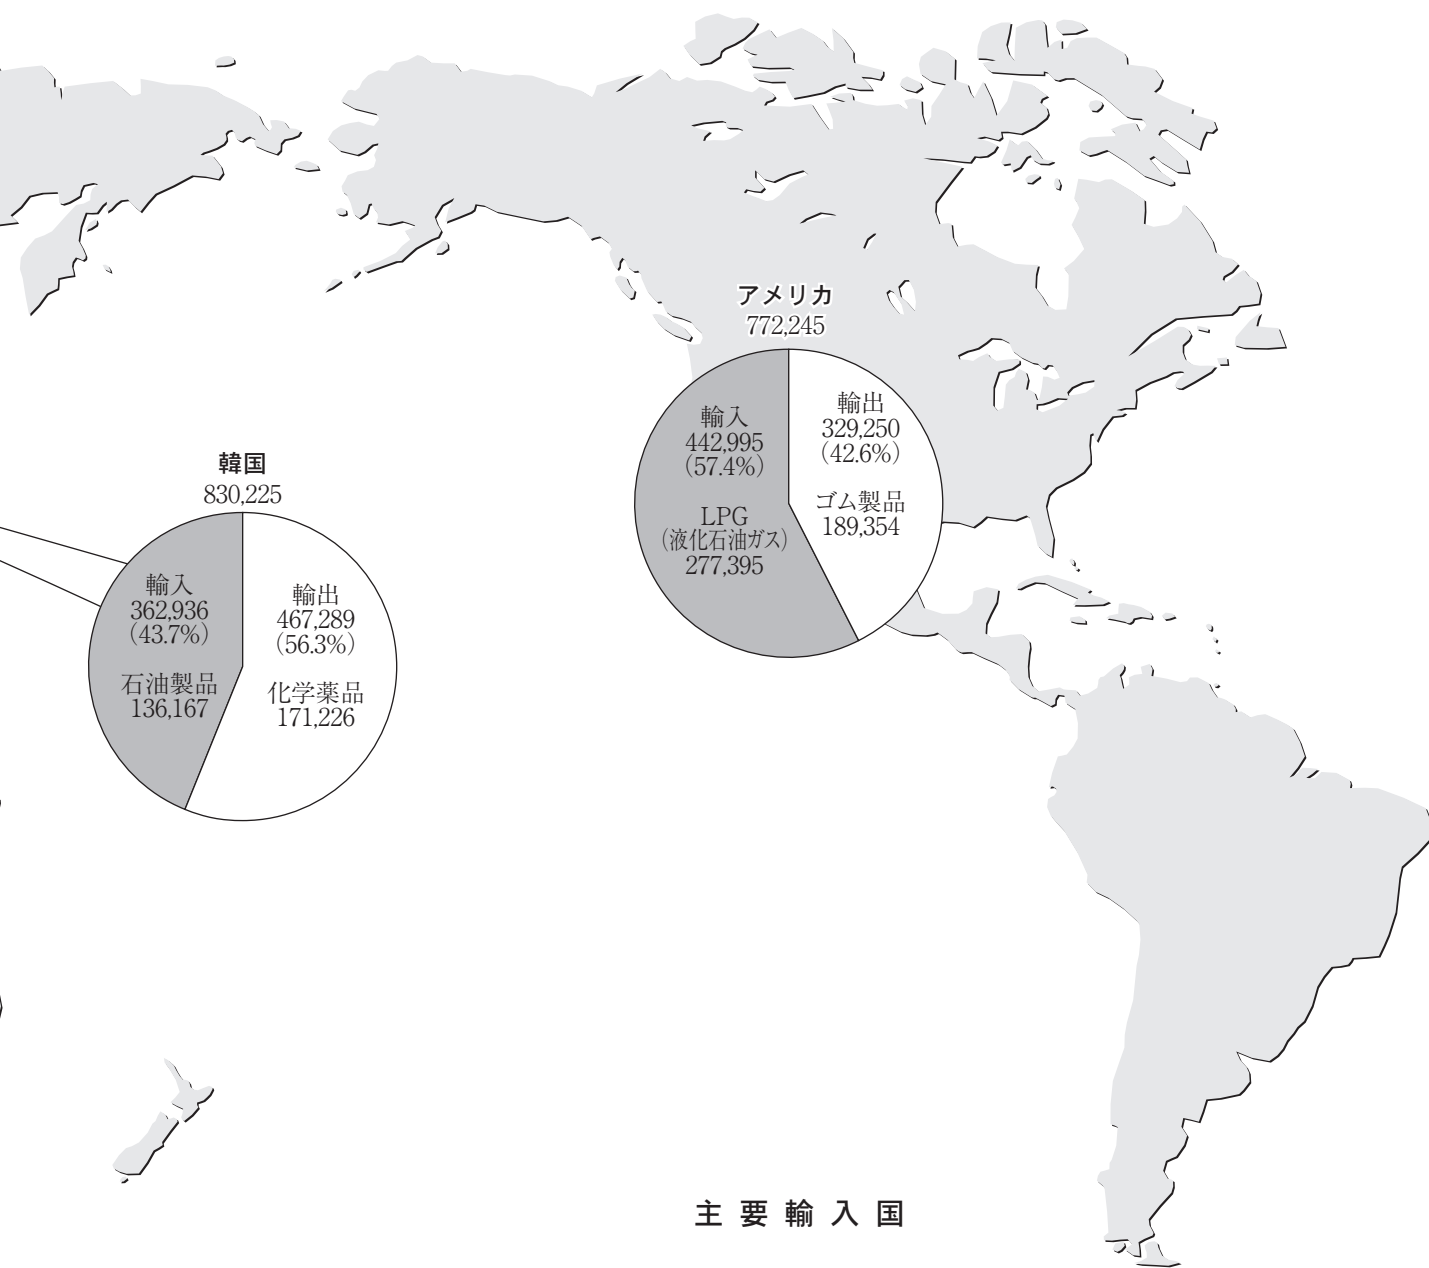 アメリカ
772,245
輸入
442,995
(57.4%)
LPG
(液化石油ガス)
277,395
輸出
329,250
(42.6%)
ゴム製品
189,354
韓国
830,225
輸入
362,936
(43.7%)
石油製品
136,167
輸出
467,289
(56.3%)
化学薬品
171,226
主要輸入国